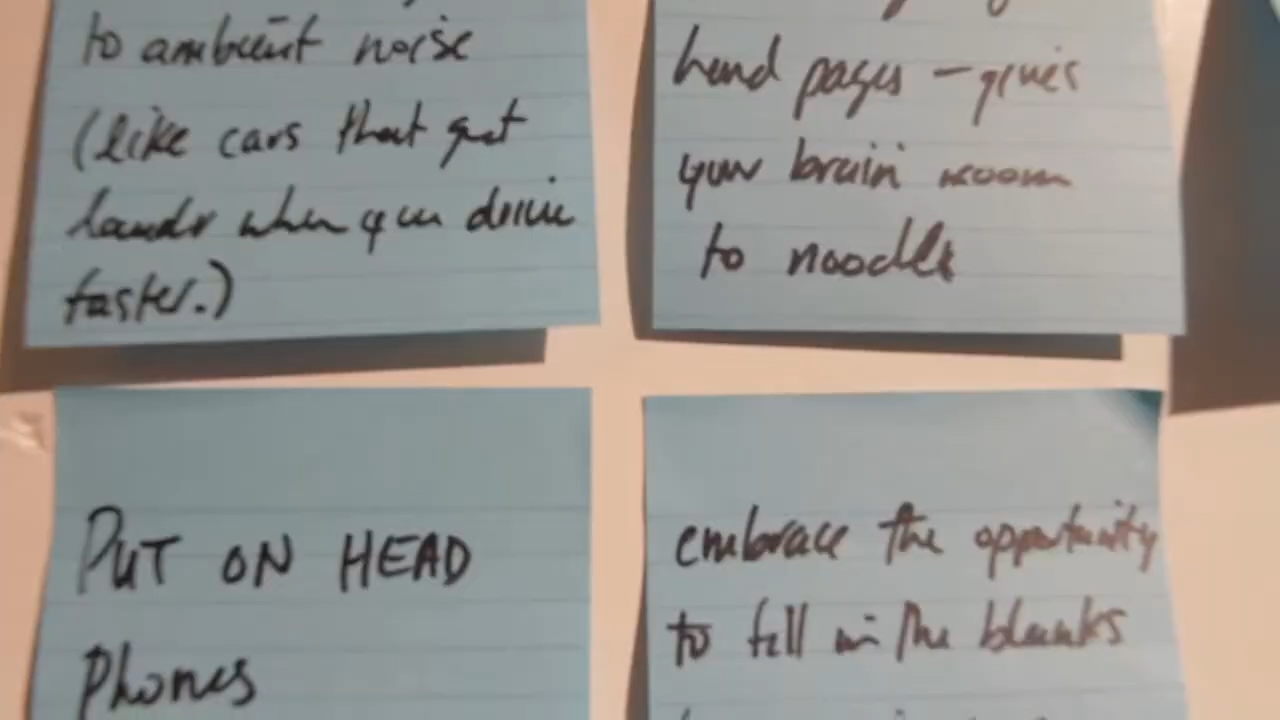 to ambient noise
(like cars that get
louder when you drive
faster.)
hand pages - gives
your brain room
to noodle
PUT ON HEAD
Phones
embrace the opportunity
to fill in the blanks